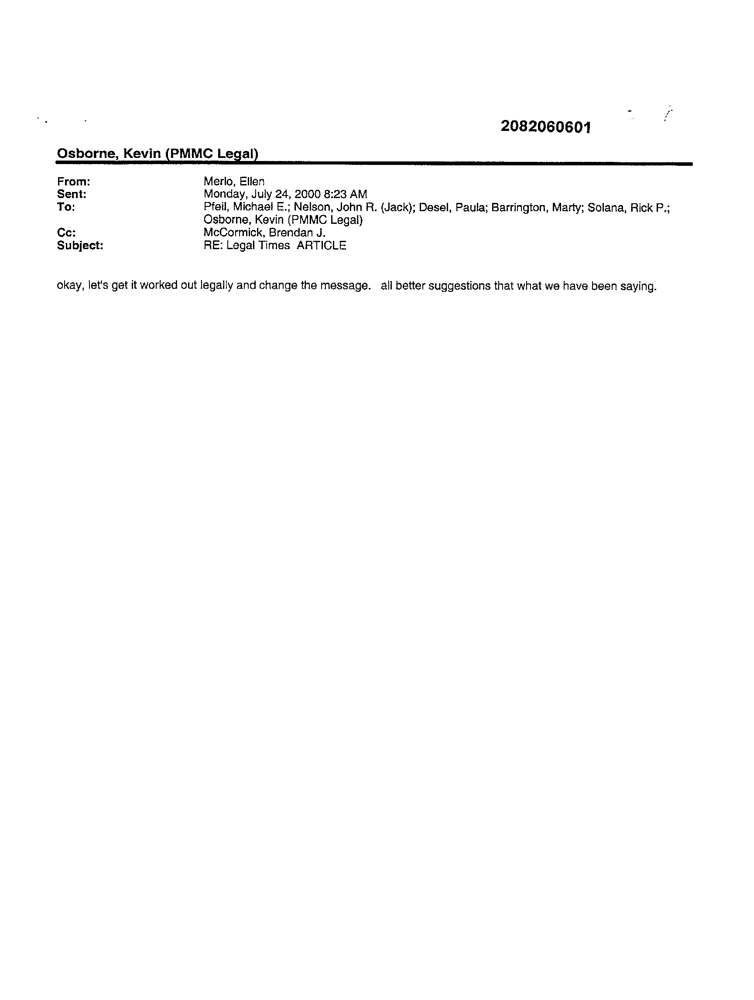 2082060601
Osborne, Kevin (PMMC Legal)
From: Merlo, Ellen
Sent: Monday, July 24, 2000 8:23 AM
To: Pfeil, Michael E.; Nelson, John R. (Jack); Desel, Paula; Barrington, Marty; Solana, Rick P.;
Osborne, Kevin (PMMC Legal)
Cc: McCormick, Brendan J.
Subject: RE: Legal Times ARTICLE
okay, let's get it worked out legally and change the message. all better suggestions that what we have been saying.